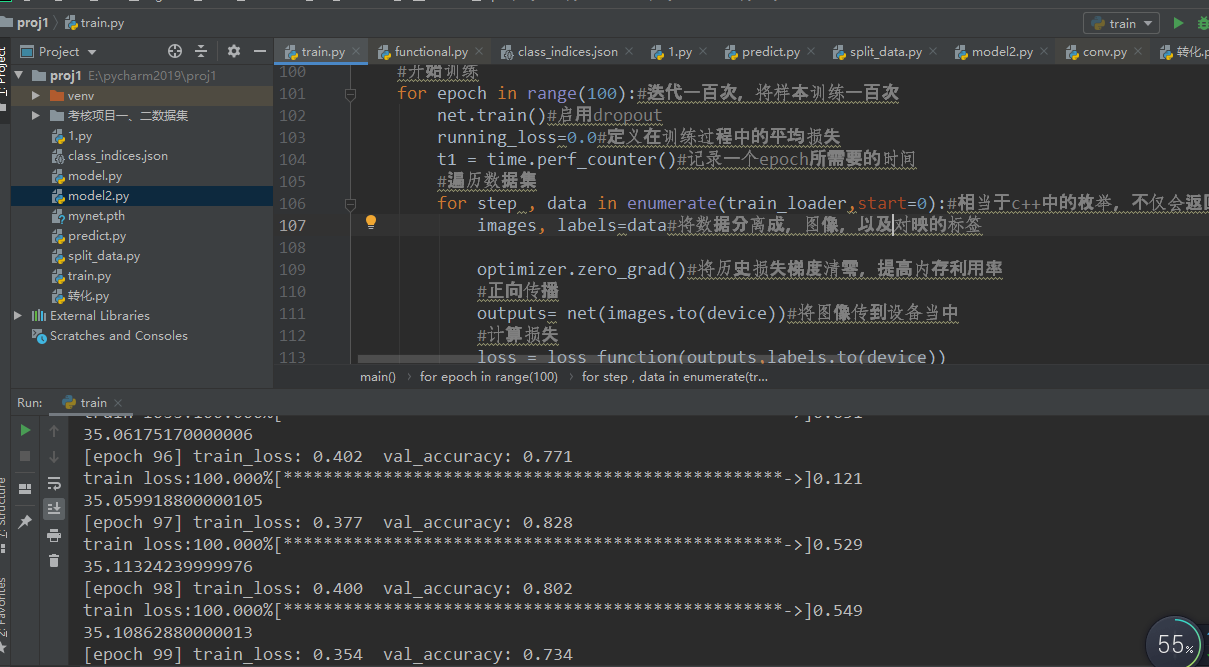 proj1 train.py
train
Project
train.py functional.py class_indices.json 1.py predict.py split_data.py model2.py conv.py 转化.p
proj1 E:\pycharm2019\proj1
venv
考核项目一、二数据集
1.py
class_indices.json
model.py
model2.py
mynet.pth
predict.py
split_data.py
train.py
转化.py
External Libraries
Scratches and Consoles
1: Project
100 #开始训练
101 for epoch in range(100):#迭代一百次，将样本训练一百次
102 net.train()#启用dropout
103 running_loss=0.0#定义在训练过程中的平均损失
104 t1 = time.perf_counter()#记录一个epoch所需要的时间
105 #遍历数据集
106 for step , data in enumerate(train_loader,start=0):#相当于c++中的枚举，不仅会返回
107 images, labels=data#将数据分离成，图像，以及对映的标签
108
109 optimizer.zero_grad()#将历史损失梯度清零，提高内存利用率
110 #正向传播
111 outputs= net(images.to(device))#将图像传到设备当中
112 #计算损失
113 loss = loss_function(outputs,labels.to(device))
main() for epoch in range(100) for step , data in enumerate(tr...
Run: train
35.06175170000006
[epoch 96] train_loss: 0.402 val_accuracy: 0.771
train loss:100.000%[**************************************************->]0.121
35.059918800000105
[epoch 97] train_loss: 0.377 val_accuracy: 0.828
train loss:100.000%[**************************************************->]0.529
35.11324239999976
[epoch 98] train_loss: 0.400 val_accuracy: 0.802
train loss:100.000%[**************************************************->]0.549
35.10862880000013
[epoch 99] train_loss: 0.354 val_accuracy: 0.734
7: Structure
2: Favorites
55%